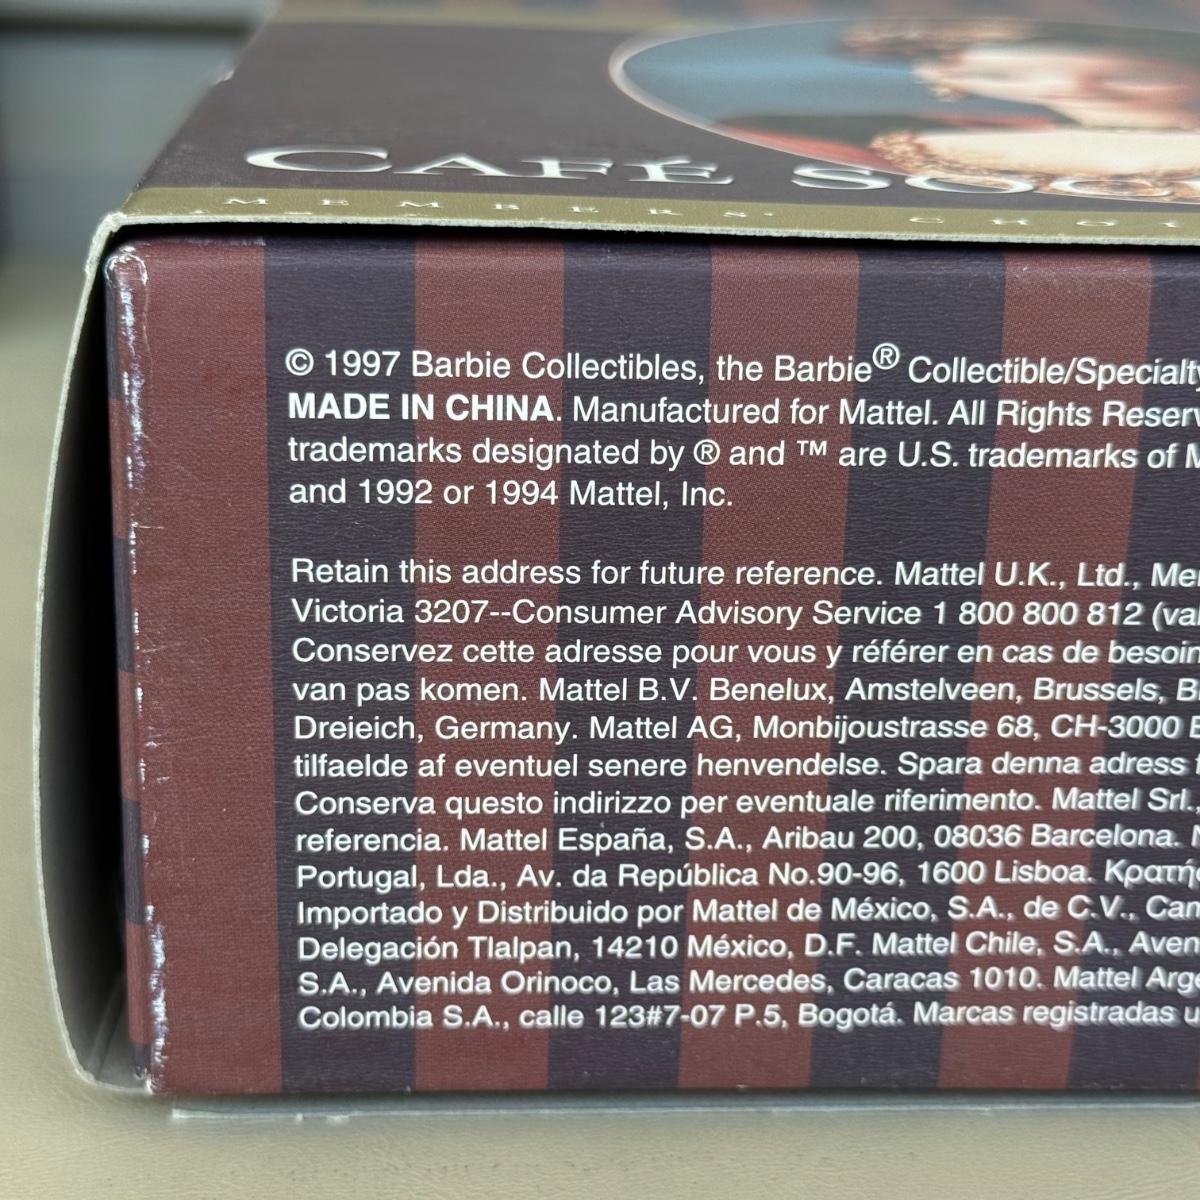 CAFÉ
MEMBERS'
© 1997 Barbie Collectibles, the Barbie® Collectible/Specialty
MADE IN CHINA. Manufactured for Mattel. All Rights
trademarks designated by ® and ™ are U.S. trademarks of
and 1992 or 1994 Mattel, Inc.
Retain this address for future reference. Mattel U.K., Ltd.,
Victoria 3207--Consumer Advisory Service 1 800 800 812
Conservez cette adresse pour vous y référer en cas de besoin
van pas komen. Mattel B.V. Benelux, Amstelveen, Brussels,
Dreieich, Germany. Mattel AG, Monbijoustrasse 68, CH-3000
tilfaelde af eventuel senere henvendelse. Spara denna adress
Conserva questo indirizzo per eventuale riferimento. Mattel Srl.
referencia. Mattel España, S.A., Aribau 200, 08036 Barcelona.
Portugal, Lda., Av. da República No.90-96, 1600 Lisboa.
Importado y Distribuido por Mattel de México, S.A., de C.V.,
Delegación Tlalpan, 14210 México, D.F. Mattel Chile, S.A.,
S.A., Avenida Orinoco, Las Mercedes, Caracas 1010. Mattel
Colombia S.A., calle 123#7-07 P.5, Bogotá. Marcas registradas